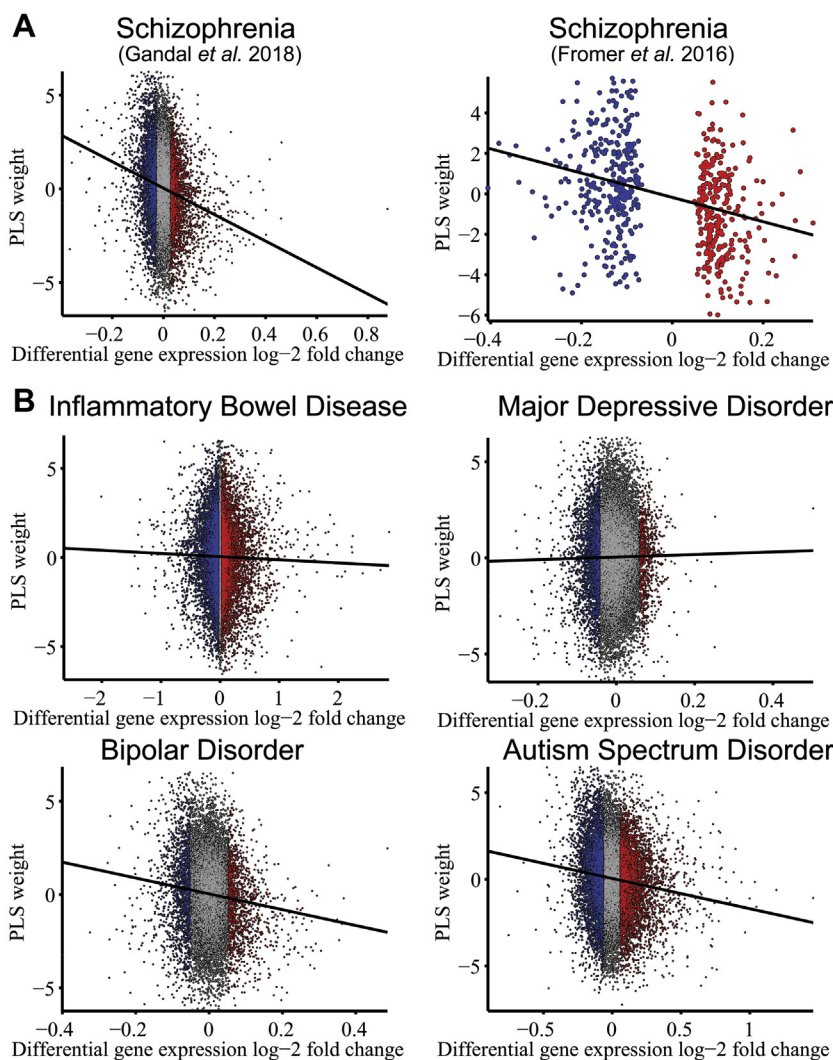 A
Schizophrenia
(Gandal et al. 2018)
PLS weight
5
0
−5
−0.2 0 0.2 0.4 0.6 0.8
Differential gene expression log−2 fold change
Schizophrenia
(Fromer et al. 2016)
PLS weight
4
2
0
−2
−4
−6
−0.4 −0.2 0 0.2
Differential gene expression log−2 fold change
B
Inflammatory Bowel Disease
PLS weight
5
0
−5
−2 −1 0 1 2
Differential gene expression log−2 fold change
Major Depressive Disorder
PLS weight
5
0
−5
−0.2 0 0.2 0.4
Differential gene expression log−2 fold change
Bipolar Disorder
PLS weight
5
0
−5
−0.4 −0.2 0 0.2 0.4
Differential gene expression log−2 fold change
Autism Spectrum Disorder
PLS weight
5
0
−5
−0.5 0 0.5 1
Differential gene expression log−2 fold change